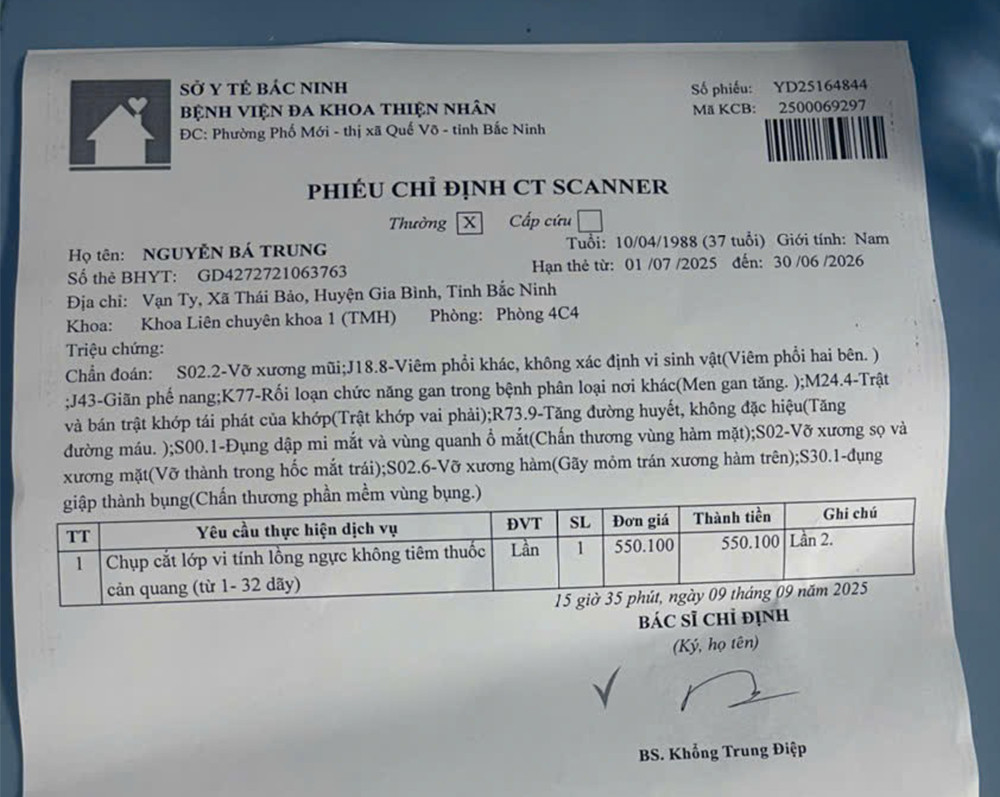 SỞ Y TẾ BẮC NINH
BỆNH VIỆN ĐA KHOA THIỆN NHÂN
ĐC: Phường Phố Mới - thị xã Quế Võ - tỉnh Bắc Ninh
Số phiếu: YD25164844
Mã KCB: 2500069297
PHIẾU CHỈ ĐỊNH CT SCANNER
Thường X Cấp cứu
Họ tên: NGUYỄN BÁ TRUNG Tuổi: 10/04/1988 (37 tuổi) Giới tính: Nam
Số thẻ BHYT: GD4272721063763 Hạn thẻ từ: 01 /07 /2025 đến: 30 /06 /2026
Địa chỉ: Vạn Ty, Xã Thái Bảo, Huyện Gia Bình, Tỉnh Bắc Ninh
Khoa: Khoa Liên chuyên khoa 1 (TMH) Phòng: Phòng 4C4
Triệu chứng:
Chẩn đoán: S02.2-Vỡ xương mũi;J18.8-Viêm phổi khác, không xác định vi sinh vật(Viêm phổi hai bên. )
;J43-Giãn phế nang;K77-Rối loạn chức năng gan trong bệnh phân loại nơi khác(Men gan tăng. );M24.4-Trật
và bán trật khớp tái phát của khớp(Trật khớp vai phải);R73.9-Tăng đường huyết, không đặc hiệu(Tăng
đường máu. );S00.1-Đụng dập mi mắt và vùng quanh ổ mắt(Chấn thương vùng hàm mặt);S02-Vỡ xương sọ và
xương mặt(Vỡ thành trong hốc mắt trái);S02.6-Vỡ xương hàm(Gãy mỏm trán xương hàm trên);S30.1-đụng
giập thành bụng(Chấn thương phần mềm vùng bụng.)
TT Yêu cầu thực hiện dịch vụ ĐVT SL Đơn giá Thành tiền Ghi chú
1 Chụp cắt lớp vi tính lồng ngực không tiêm thuốc Lần 1 550.100 550.100 Lần 2.
cản quang (từ 1- 32 dãy)
15 giờ 35 phút, ngày 09 tháng 09 năm 2025
BÁC SĨ CHỈ ĐỊNH
(Ký, họ tên)
BS. Khổng Trung Điệp